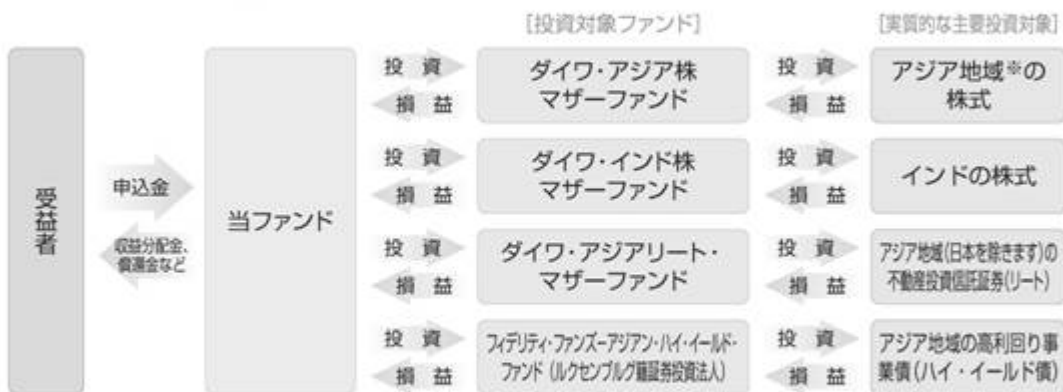 [投資対象ファンド]
[実質的な主要投資対象]
受益者
申込金
収益分配金、
償還金など
当ファンド
投資
損益
ダイワ・アジア株
マザーファンド
投資
損益
アジア地域※の
株式
投資
損益
ダイワ・インド株
マザーファンド
投資
損益
インドの株式
投資
損益
ダイワ・アジアリート・
マザーファンド
投資
損益
アジア地域(日本を除きます)の
不動産投資信託証券(リート)
投資
損益
フィデリティ・ファンズ-アジアン・ハイ・イールド・
ファンド(ルクセンブルグ籍証券投資法人)
投資
損益
アジア地域の高利回り事
業債(ハイ・イールド債)